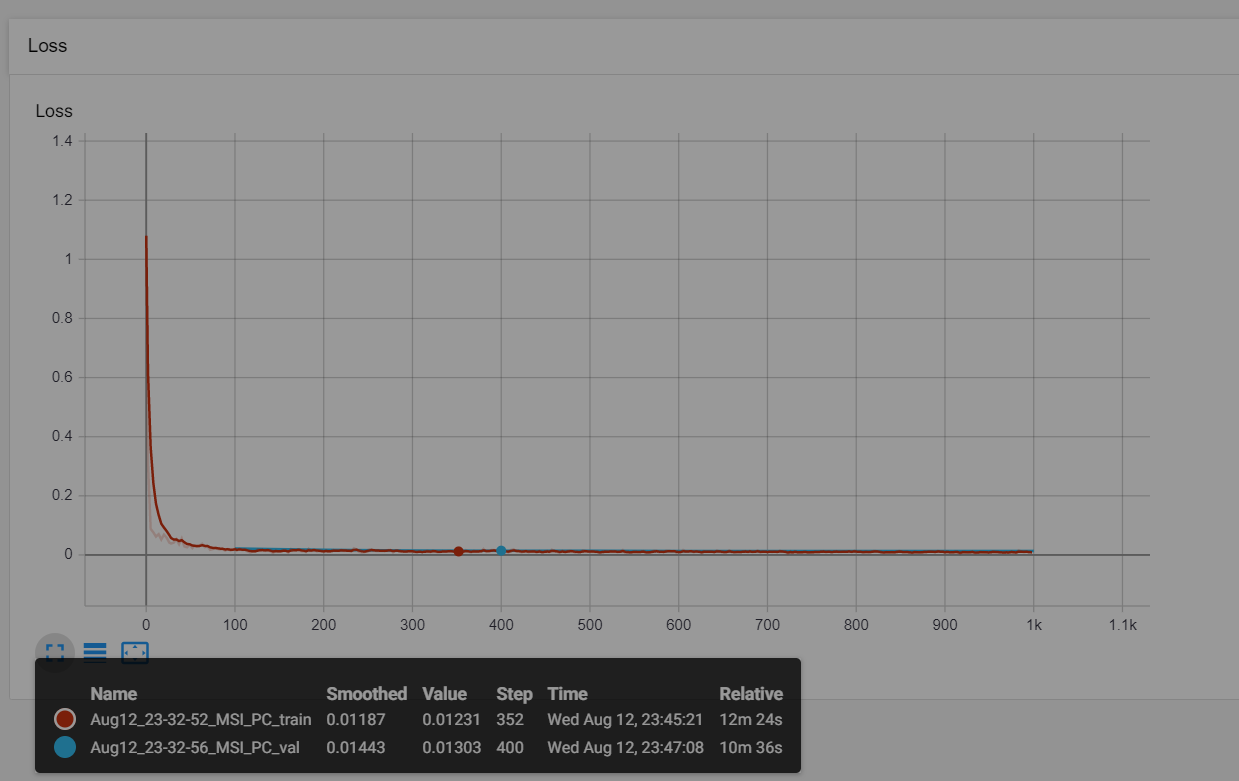 Loss
Loss
1.4
1.2
1
0.8
0.6
0.4
0.2
0
0 100 200 300 400 500 600 700 800 900 1k 1.1k
Name Smoothed Value Step Time Relative
Aug12_23-32-52_MSI_PC_train 0.01187 0.01231 352 Wed Aug 12, 23:45:21 12m 24s
Aug12_23-32-56_MSI_PC_val 0.01443 0.01303 400 Wed Aug 12, 23:47:08 10m 36s